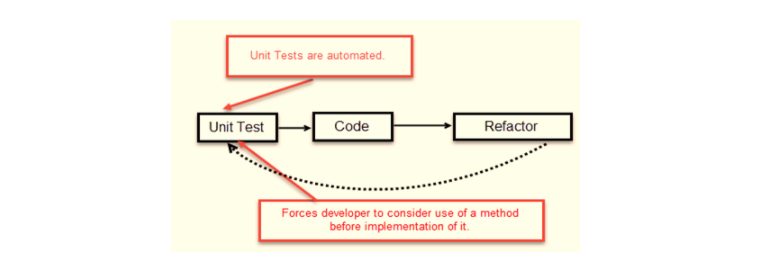 Unit Tests are automated.
Unit Test
Code
Refactor
Forces developer to consider use of a method
before implementation of it.